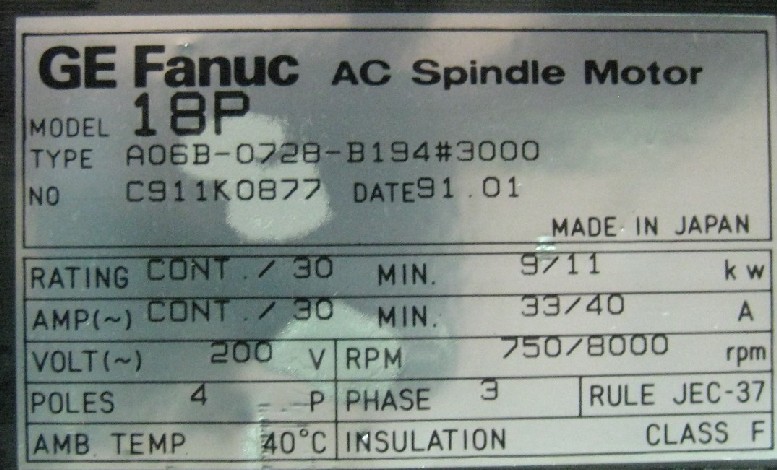 GE Fanuc AC Spindle Motor
MODEL 18P
TYPE A06B-0728-B194#3000
NO C911K0877 DATE 91.01
MADE IN JAPAN
RATING CONT./30 MIN. 9/11 kw
AMP(~) CONT./30 MIN. 33/40 A
VOLT(~) 200 V RPM 750/8000 rpm
POLES 4 P PHASE 3 RULE JEC-37
AMB. TEMP 40°C INSULATION CLASS F